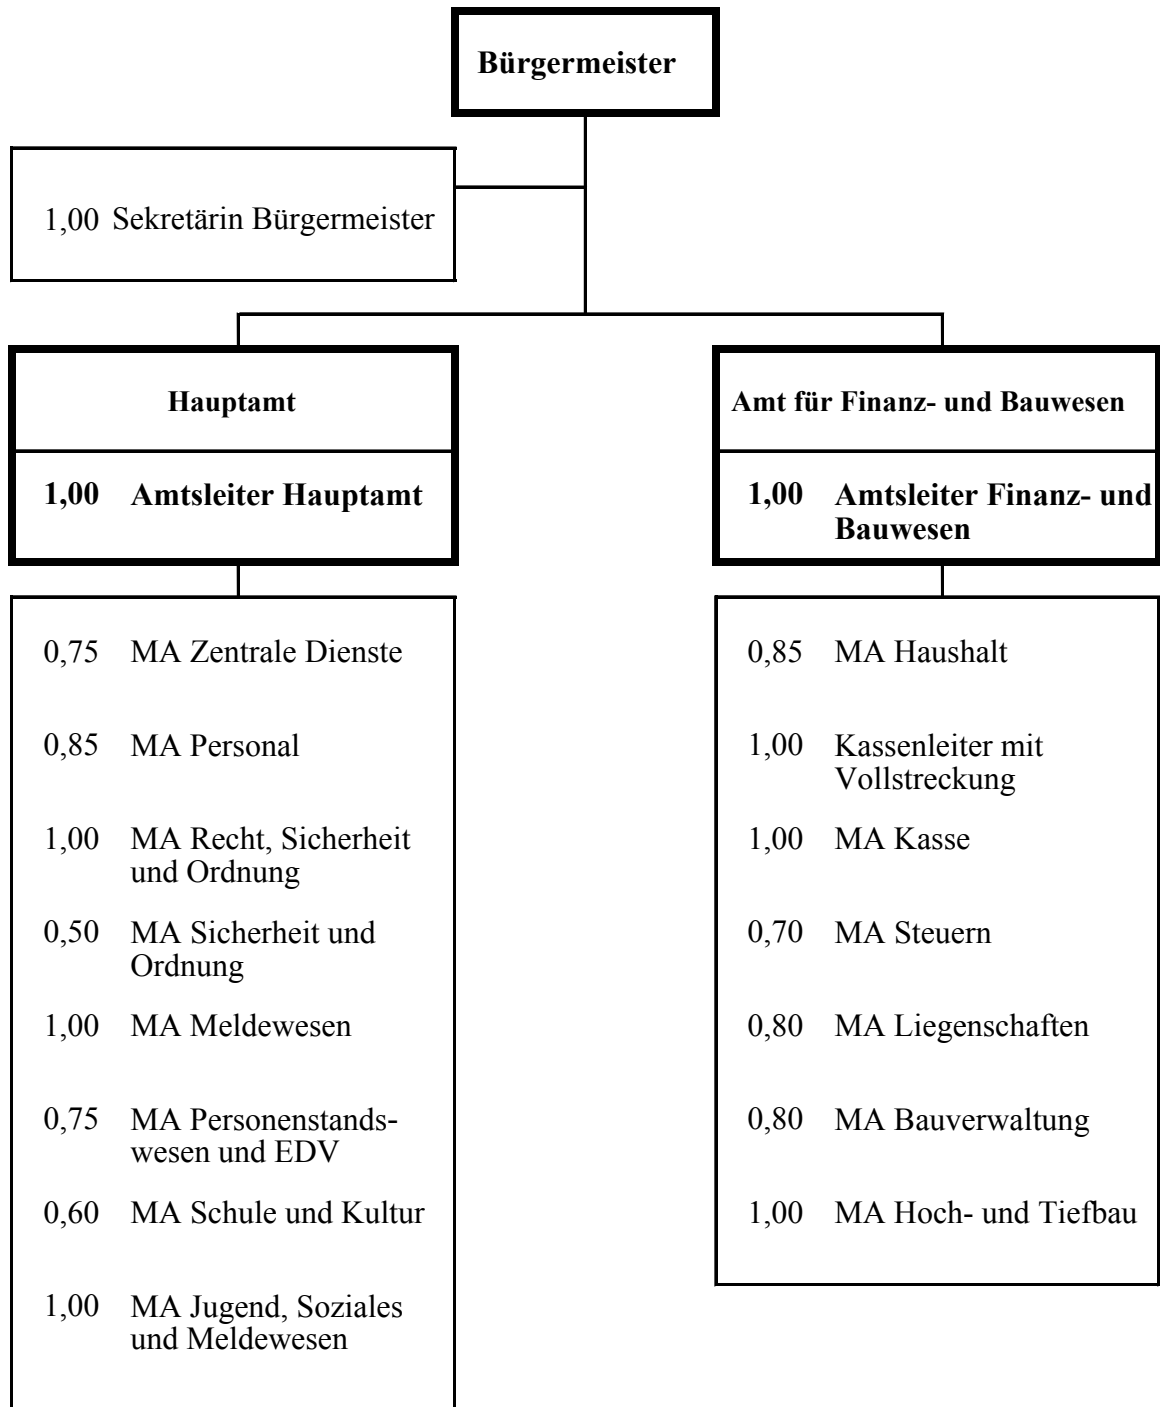 Bürgermeister
1,00 Sekretärin Bürgermeister
Hauptamt
1,00 Amtsleiter Hauptamt
0,75 MA Zentrale Dienste
0,85 MA Personal
1,00 MA Recht, Sicherheit
und Ordnung
0,50 MA Sicherheit und
Ordnung
1,00 MA Meldewesen
0,75 MA Personenstands-
wesen und EDV
0,60 MA Schule und Kultur
1,00 MA Jugend, Soziales
und Meldewesen
Amt für Finanz- und Bauwesen
1,00 Amtsleiter Finanz- und
Bauwesen
0,85 MA Haushalt
1,00 Kassenleiter mit
Vollstreckung
1,00 MA Kasse
0,70 MA Steuern
0,80 MA Liegenschaften
0,80 MA Bauverwaltung
1,00 MA Hoch- und Tiefbau